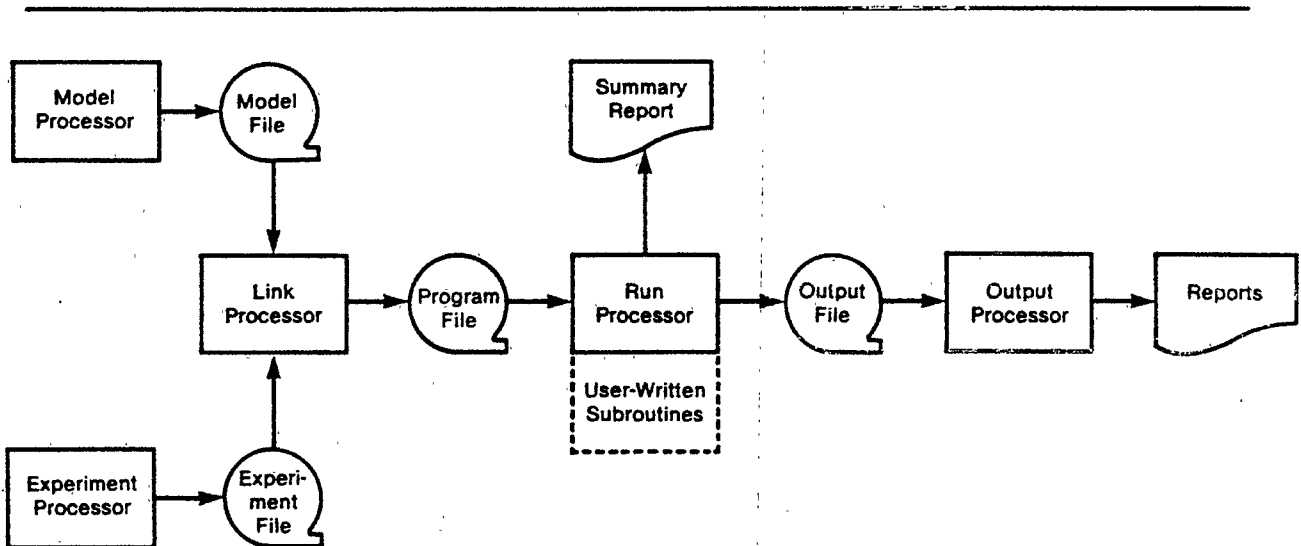 Model
Processor
Model
File
Summary
Report
Link
Processor
Program
File
Run
Processor
Output
File
Output
Processor
Reports
User-Written
Subroutines
Experiment
Processor
Experi-
ment
File